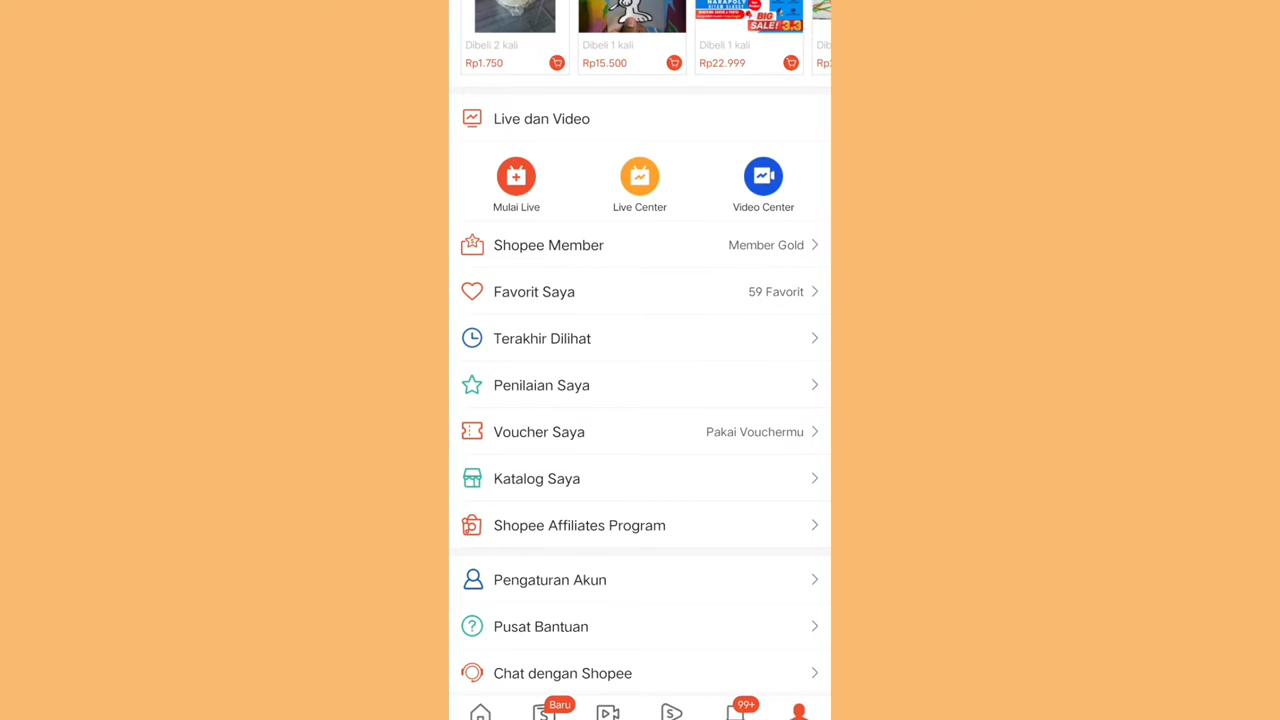 NARAPOLY
BIG
SALE! 3.3
Dibeli 2 kali
Dibeli 1 kali
Dibeli 1 kali
Dib
Rp1.750
Rp15.500
Rp22.999
Live dan Video
Mulai Live
Live Center
Video Center
Shopee Member
Member Gold
Favorit Saya
59 Favorit
Terakhir Dilihat
Penilaian Saya
Voucher Saya
Pakai Vouchermu
Katalog Saya
Shopee Affiliates Program
Pengaturan Akun
Pusat Bantuan
Chat dengan Shopee
Baru
99+